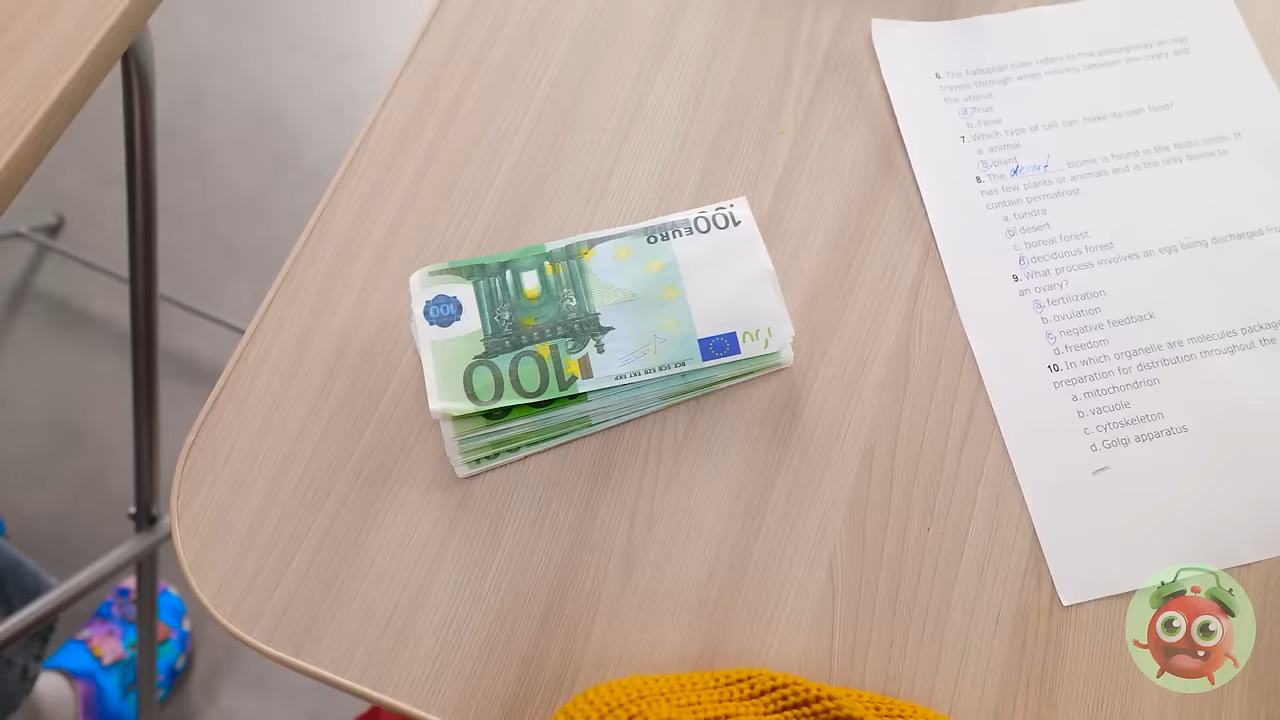 100 EURO
100
100
BCE ECB EZB EKT EKP
6. The Fallopian tube refers to the passageway an egg
travels through when moving between the ovary and
the uterus.
a. True
b. False
7. Which type of cell can make its own food?
a. animal
b. plant
8. The desert biome is found in the Arctic circle. It
has few plants or animals and is the only biome to
contain permafrost.
a. tundra
b. desert
c. boreal forest
d. deciduous forest
9. What process involves an egg being discharged from
an ovary?
a. fertilization
b. ovulation
c. negative feedback
d. freedom
10. In which organelle are molecules
preparation for distribution throughout the
a. mitochondrion
b. vacuole
c. cytoskeleton
d. Golgi apparatus